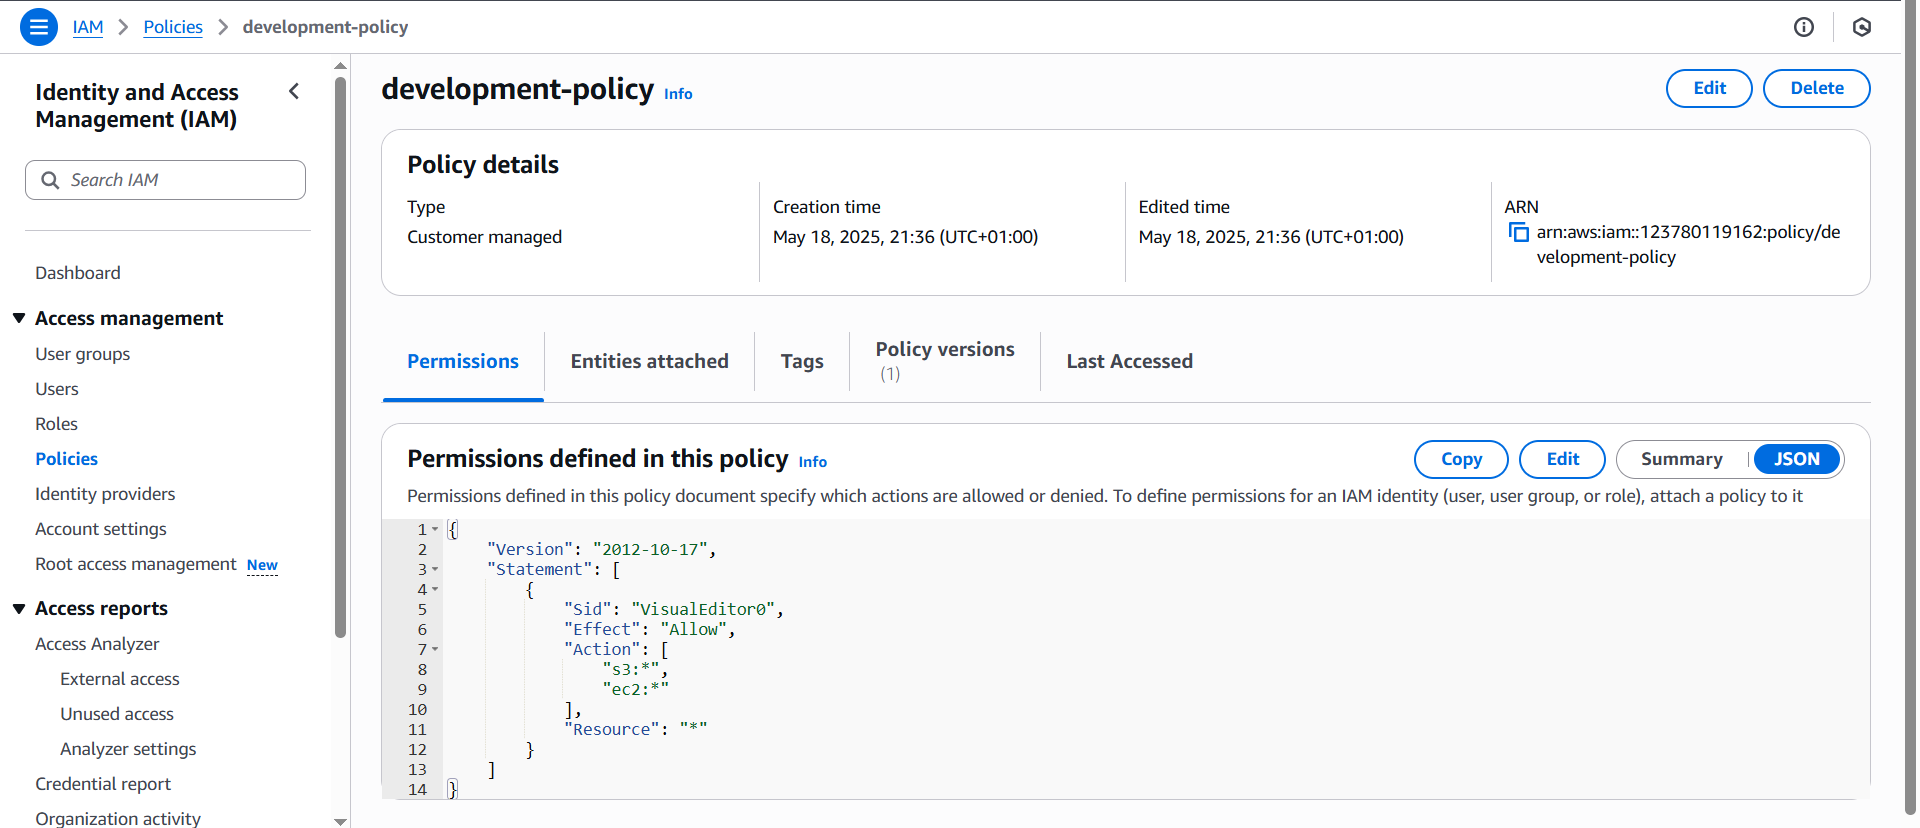 IAM > Policies > development-policy
Identity and Access
Management (IAM)
Search IAM
Dashboard
Access management
User groups
Users
Roles
Policies
Identity providers
Account settings
Root access management New
Access reports
Access Analyzer
External access
Unused access
Analyzer settings
Credential report
Organization activity
development-policy Info
Edit
Delete
Policy details
Type
Customer managed
Creation time
May 18, 2025, 21:36 (UTC+01:00)
Edited time
May 18, 2025, 21:36 (UTC+01:00)
ARN
arn:aws:iam::123780119162:policy/de
velopment-policy
Permissions
Entities attached
Tags
Policy versions
(1)
Last Accessed
Permissions defined in this policy Info
Copy
Edit
Summary
JSON
Permissions defined in this policy document specify which actions are allowed or denied. To define permissions for an IAM identity (user, user group, or role), attach a policy to it
1 {
2 "Version": "2012-10-17",
3 "Statement": [
4 {
5 "Sid": "VisualEditor0",
6 "Effect": "Allow",
7 "Action": [
8 "s3:*",
9 "ec2:*"
10 ],
11 "Resource": "*"
12 }
13 ]
14 }